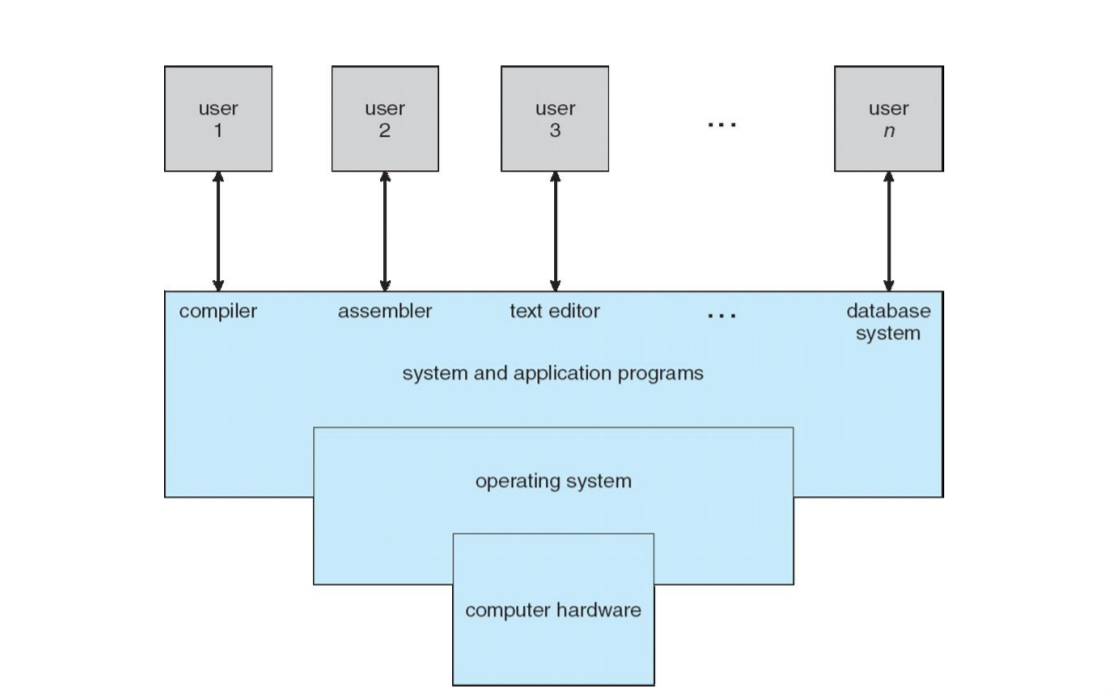 user
1
user
2
user
3
...
user
n
compiler
assembler
text editor
...
database
system
system and application programs
operating system
computer hardware